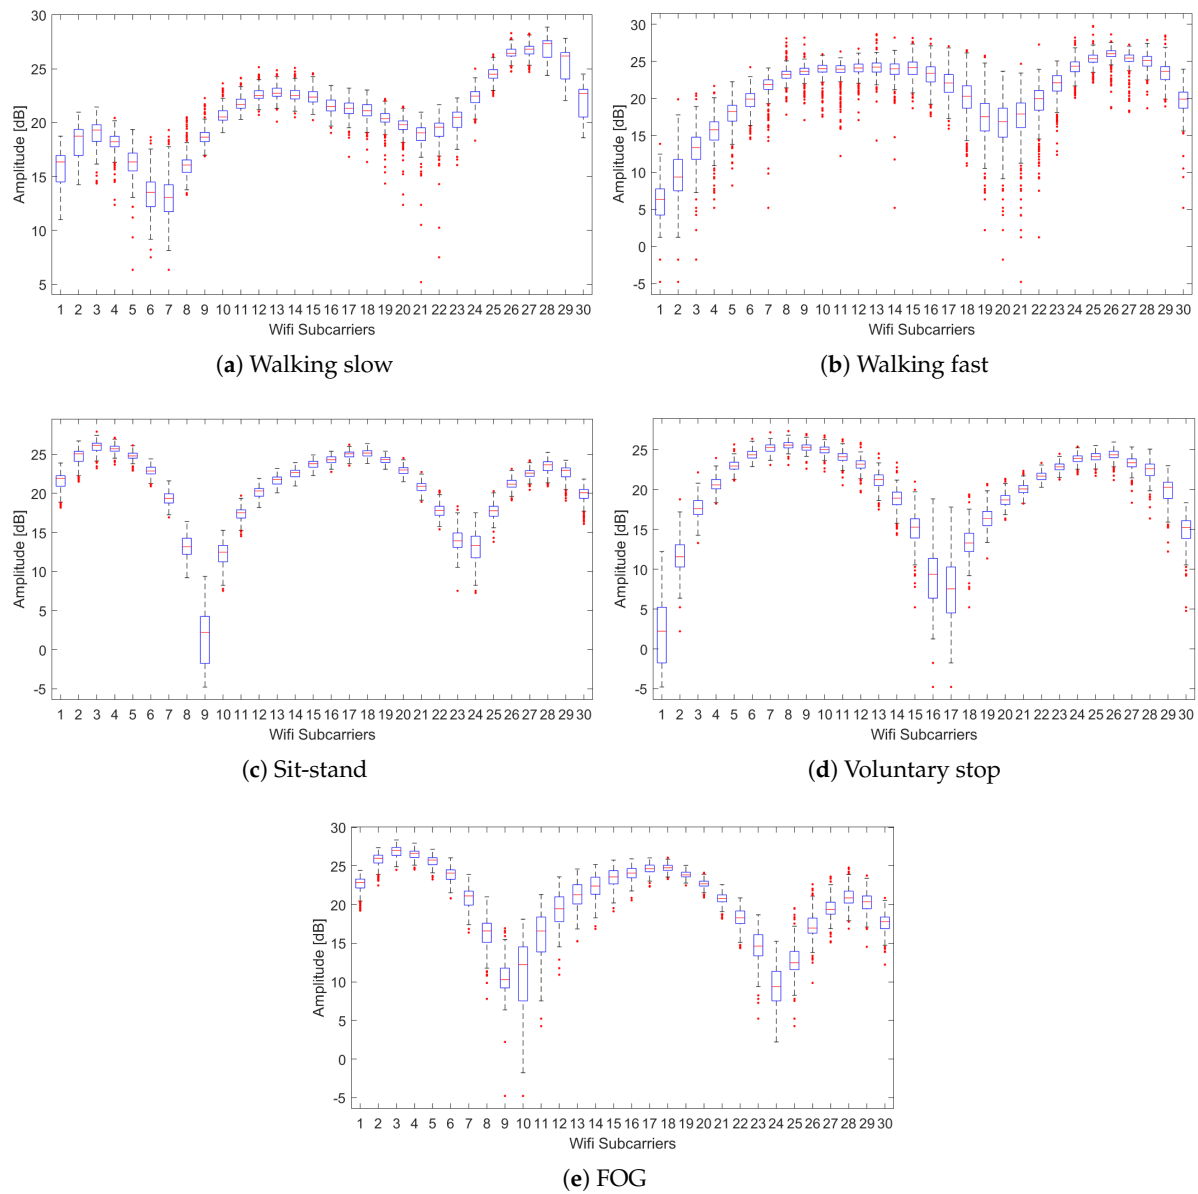 30
25
20
15
10
5
Amplitude [dB]
1 2 3 4 5 6 7 8 9 10 11 12 13 14 15 16 17 18 19 20 21 22 23 24 25 26 27 28 29 30
Wifi Subcarriers
(a) Walking slow
30
25
20
15
10
5
0
-5
Amplitude [dB]
1 2 3 4 5 6 7 8 9 10 11 12 13 14 15 16 17 18 19 20 21 22 23 24 25 26 27 28 29 30
Wifi Subcarriers
(b) Walking fast
25
20
15
10
5
0
-5
Amplitude [dB]
1 2 3 4 5 6 7 8 9 10 11 12 13 14 15 16 17 18 19 20 21 22 23 24 25 26 27 28 29 30
Wifi Subcarriers
(c) Sit-stand
25
20
15
10
5
0
-5
Amplitude [dB]
1 2 3 4 5 6 7 8 9 10 11 12 13 14 15 16 17 18 19 20 21 22 23 24 25 26 27 28 29 30
Wifi Subcarriers
(d) Voluntary stop
30
25
20
15
10
5
0
-5
Amplitude [dB]
1 2 3 4 5 6 7 8 9 10 11 12 13 14 15 16 17 18 19 20 21 22 23 24 25 26 27 28 29 30
Wifi Subcarriers
(e) FOG